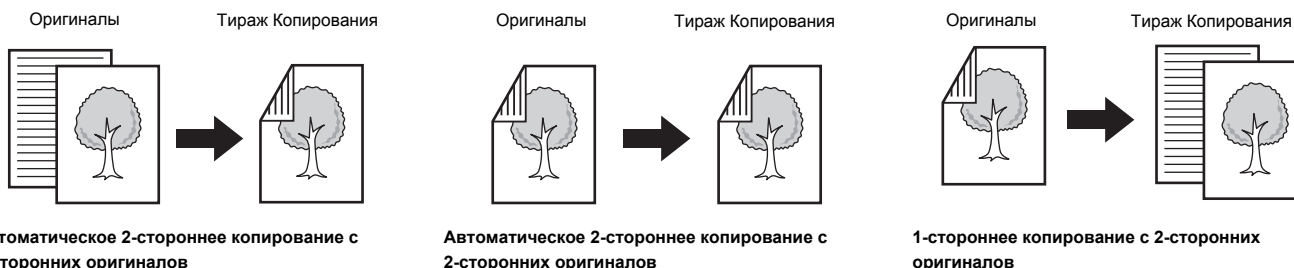 Оригиналы
Тираж Копирования
томатическое 2-стороннее копирование с
сторонних оригиналов
Оригиналы
Тираж Копирования
Автоматическое 2-стороннее копирование с
2-сторонних оригиналов
Оригиналы
Тираж Копирования
1-стороннее копирование с 2-сторонних
оригиналов